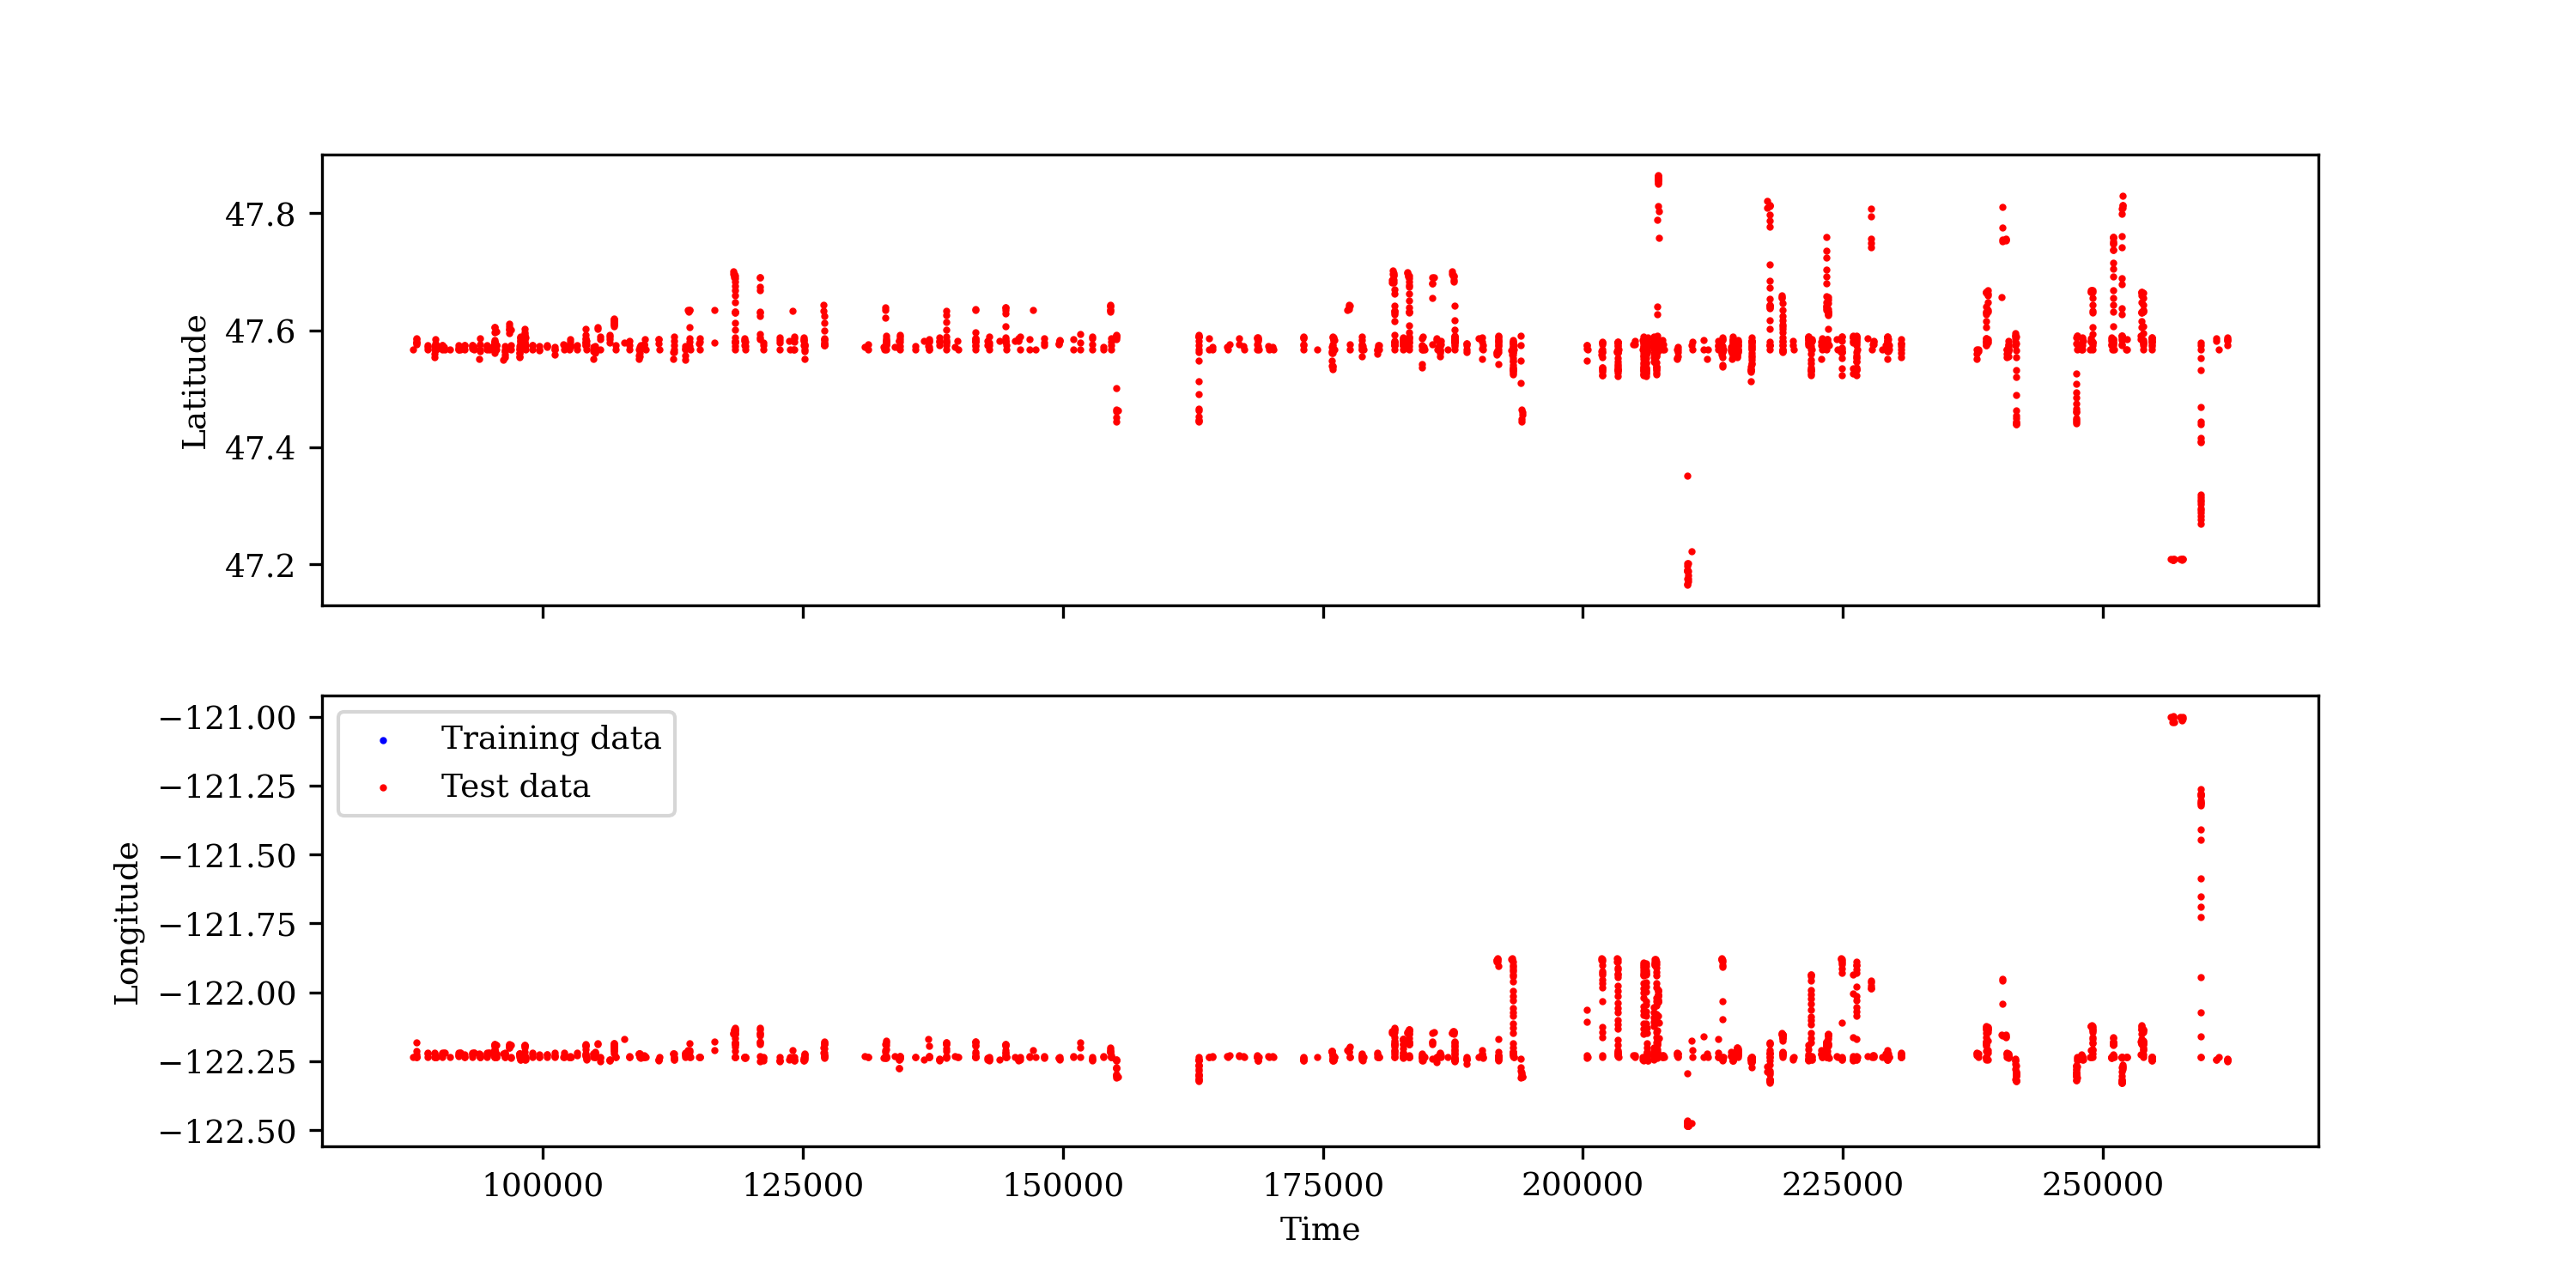 47.8
47.6
47.4
47.2
Latitude
−121.00
−121.25
−121.50
−121.75
−122.00
−122.25
−122.50
Longitude
Training data
Test data
100000 125000 150000 175000 200000 225000 250000
Time